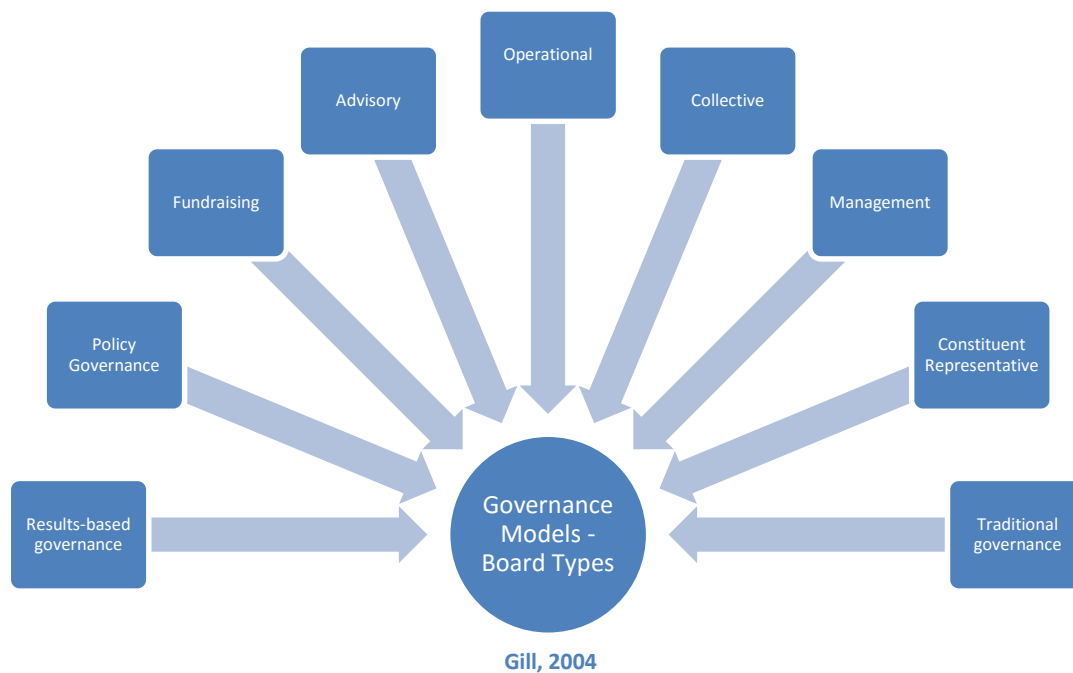 Operational
Advisory
Collective
Fundraising
Management
Policy
Governance
Constituent
Representative
Results-based
governance
Governance
Models -
Board Types
Traditional
governance
Gill, 2004